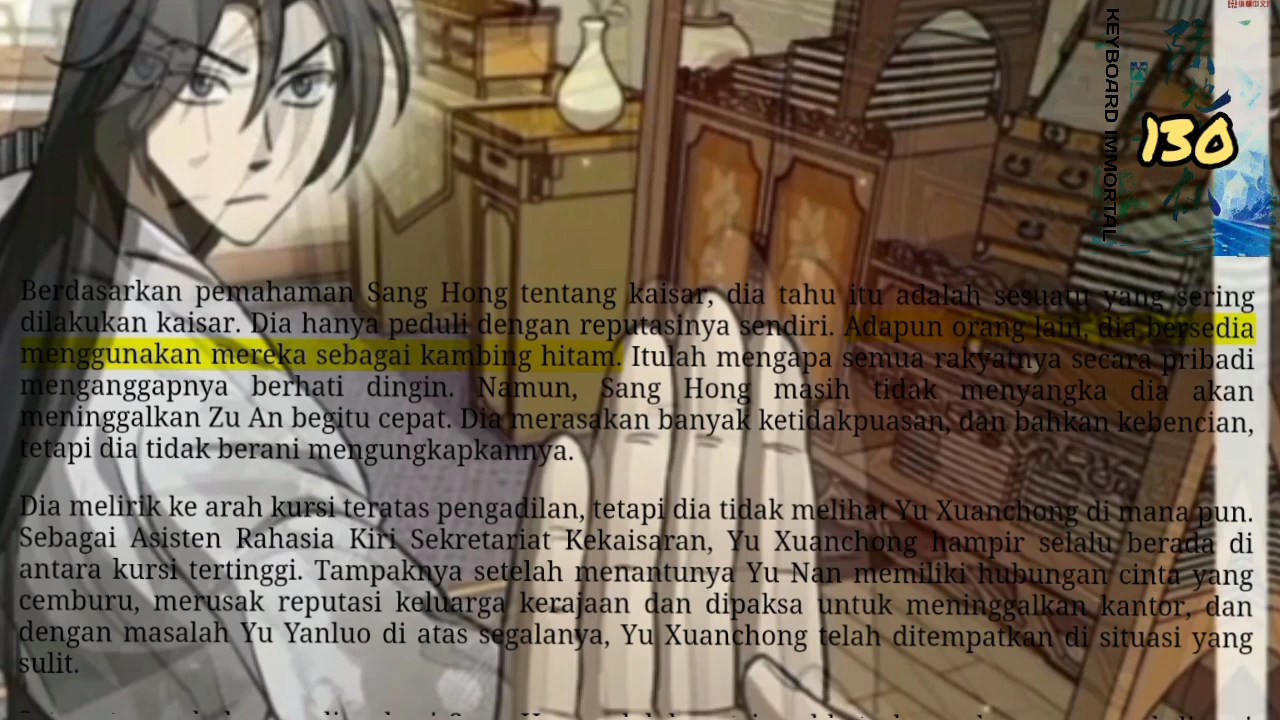 KEYBOARD IMMORTAL
130
Berdasarkan pemahaman Sang Hong tentang kaisar, dia tahu itu adalah sesuatu yang sering
dilakukan kaisar. Dia hanya peduli dengan reputasinya sendiri. Adapun orang lain, dia bersedia
menggunakan mereka sebagai kambing hitam. Itulah mengapa semua rakyatnya secara pribadi
menganggapnya berhati dingin. Namun, Sang Hong masih tidak menyangka dia akan
meninggalkan Zu An begitu cepat. Dia merasakan banyak ketidakpuasan, dan bahkan kebencian,
tetapi dia tidak berani mengungkapkannya.
Dia melirik ke arah kursi teratas pengadilan, tetapi dia tidak melihat Yu Xuanchong di mana pun.
Sebagai Asisten Rahasia Kiri Sekretariat Kekaisaran, Yu Xuanchong hampir selalu berada di
antara kursi tertinggi. Tampaknya setelah menantunya Yu Nan memiliki hubungan cinta yang
cemburu, merusak reputasi keluarga kerajaan dan dipaksa untuk meninggalkan kantor, dan
dengan masalah Yu Yanluo di atas segalanya, Yu Xuanchong telah ditempatkan di situasi yang
sulit.